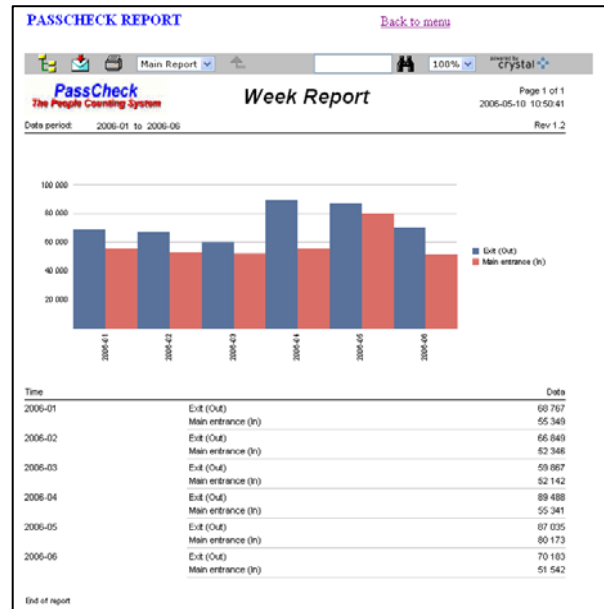 PASSCHECK REPORT Back to menu
Main Report 100% powered by crystal
PassCheck
The People Counting System
Week Report
Page 1 of 1
2006-05-10 10:50:41
Data period: 2006-01 to 2006-06 Rev 1.2
100 000
80 000
60 000
40 000
20 000
Exit (Out)
Main entrance (In)
2006-01 2006-02 2006-03 2006-04 2006-05 2006-06
Time Data
2006-01 Exit (Out) 68 767
Main entrance (In) 55 349
2006-02 Exit (Out) 66 849
Main entrance (In) 52 346
2006-03 Exit (Out) 59 867
Main entrance (In) 52 142
2006-04 Exit (Out) 89 488
Main entrance (In) 55 341
2006-05 Exit (Out) 87 035
Main entrance (In) 80 173
2006-06 Exit (Out) 70 183
Main entrance (In) 51 542
End of report